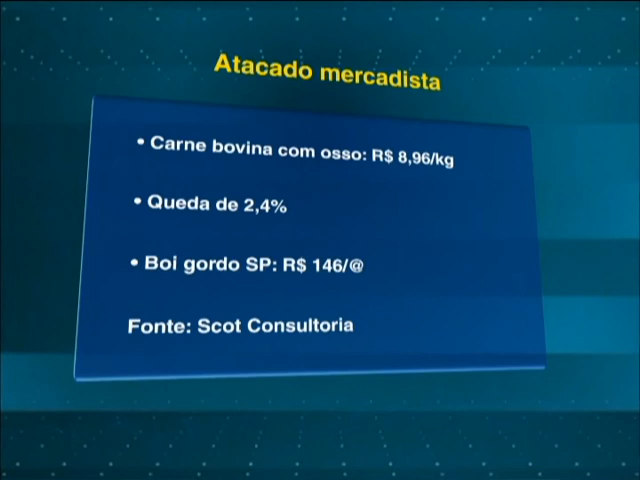 Atacado mercadista
• Carne bovina com osso: R$ 8,96/kg
• Queda de 2,4%
• Boi gordo SP: R$ 146/@
Fonte: Scot Consultoria